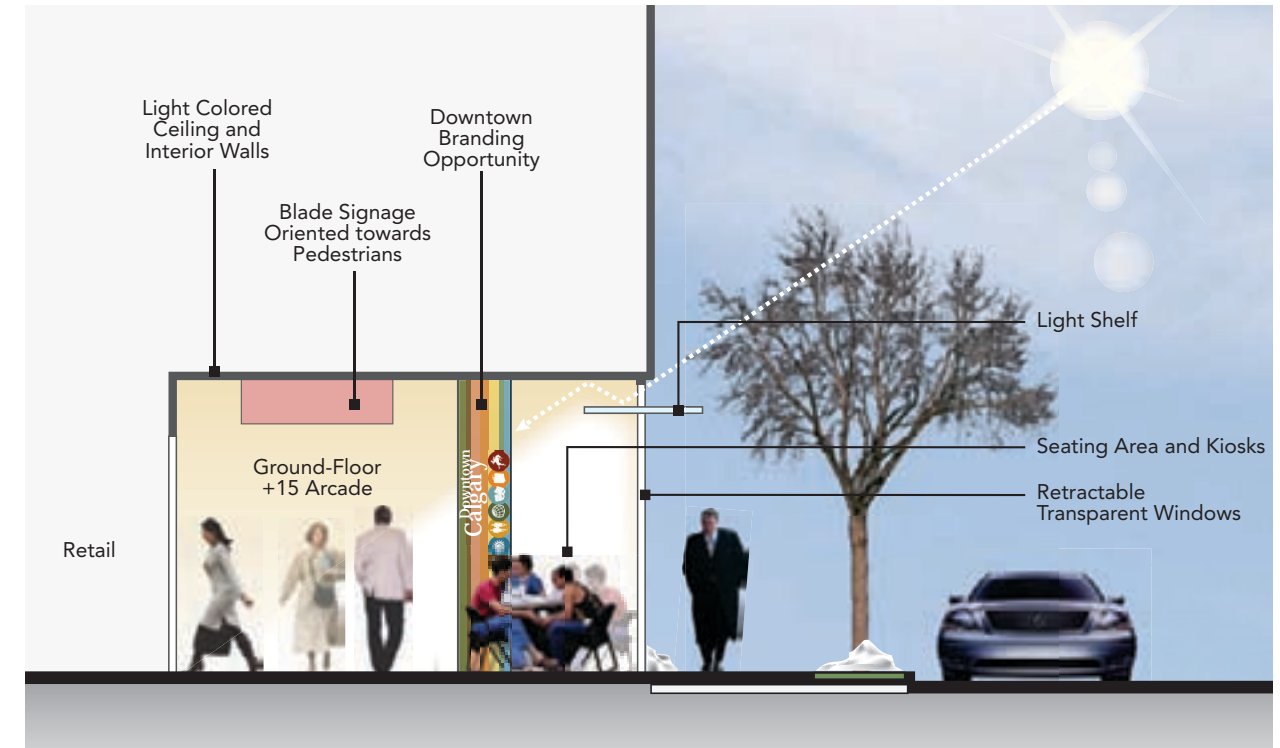 Light Colored
Ceiling and
Interior Walls
Downtown
Branding
Opportunity
Blade Signage
Oriented towards
Pedestrians
Light Shelf
Seating Area and Kiosks
Retractable
Transparent Windows
Ground-Floor
+15 Arcade
Downtown
Calgary
Retail